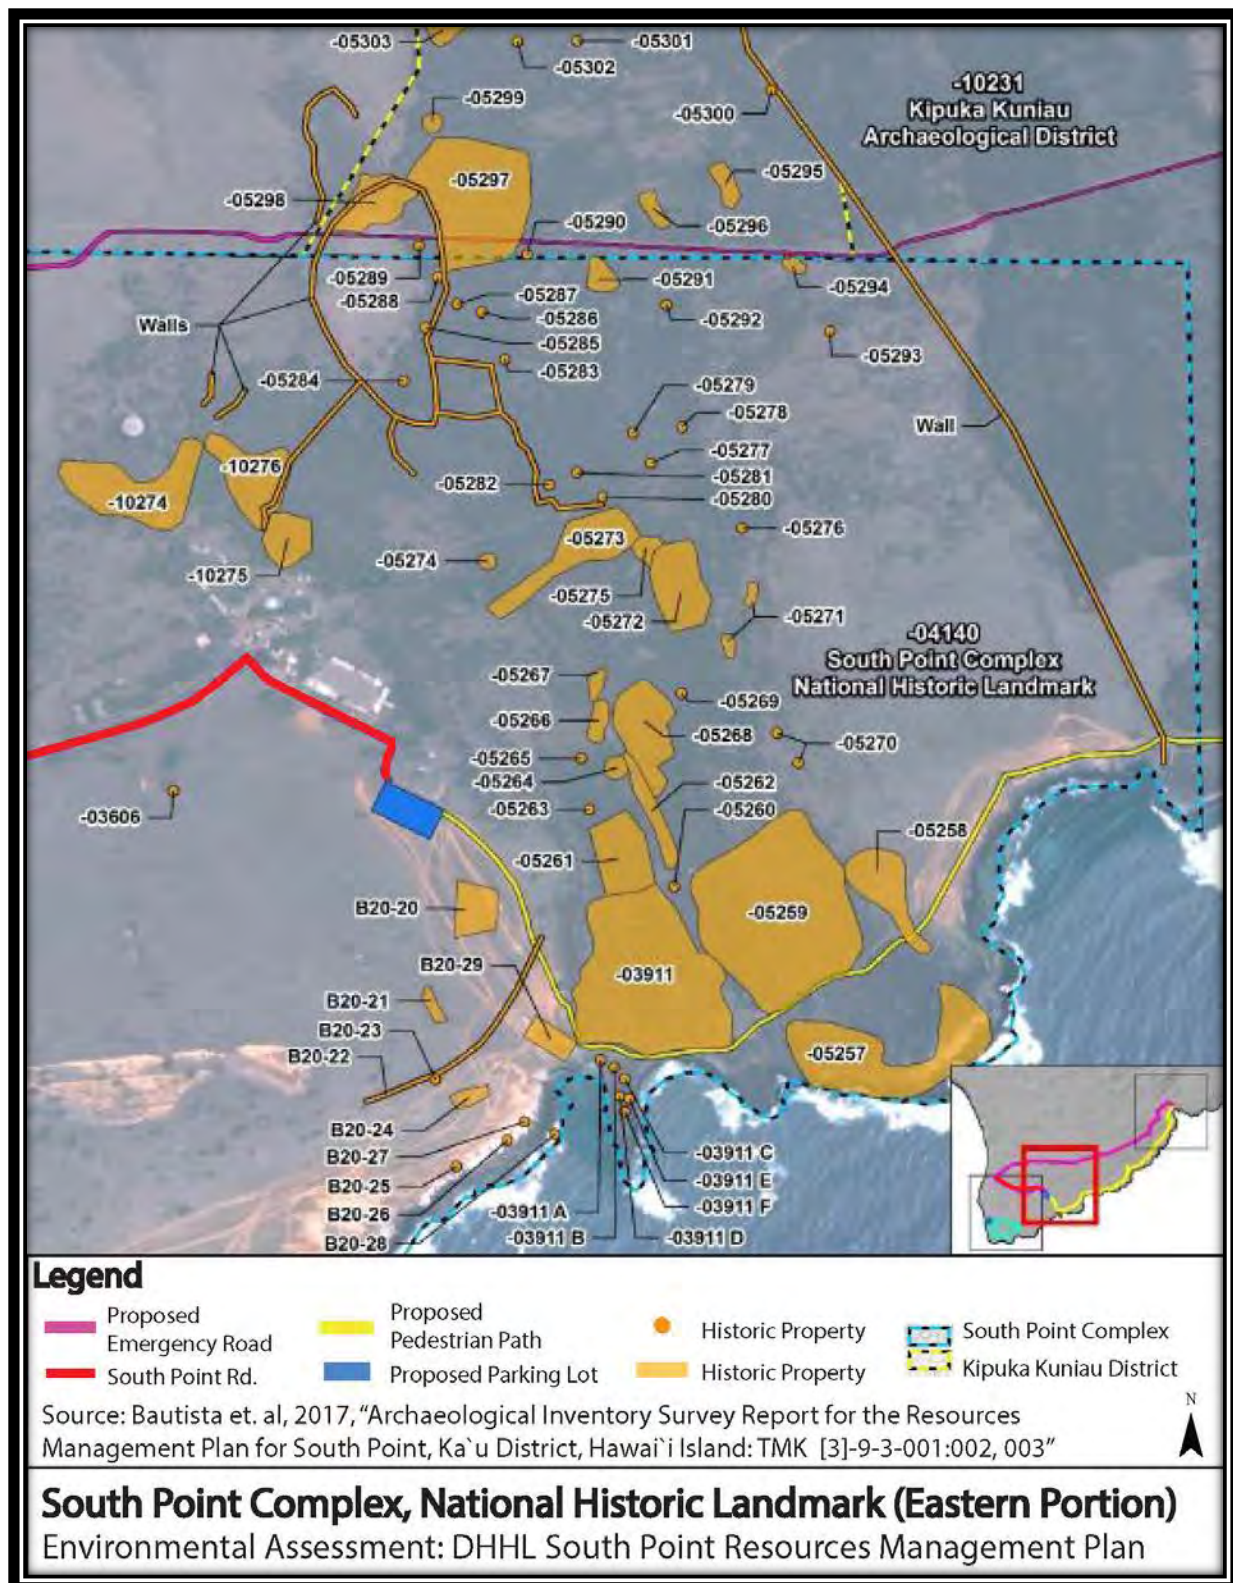 -05303
-05301
-05302
-10231
Kipuka Kuniau
Archaeological District
-05299
-05300
-05297
-05295
-05298
-05290
-05296
-05289
-05291
-05294
-05288
-05287
-05286
-05292
Walls
-05285
-05293
-05283
-05284
-05279
-05278
Wall
-05277
-10276
-05281
-05282
-10274
-05280
-05276
-05273
-05274
-10275
-05275
-05272
-05271
-04140
South Point Complex
National Historic Landmark
-05267
-05269
-05266
-05268
-05270
-05265
-05264
-05262
-05263
-05260
-03606
-05258
-05261
B20-20
-05259
B20-29
-03911
B20-21
B20-23
B20-22
-05257
B20-24
B20-27
-03911 C
B20-25
-03911 E
-03911 F
B20-26
-03911 A
B20-28
-03911 B
-03911 D
Legend
Proposed
Emergency Road
Proposed
Pedestrian Path
Historic Property
South Point Complex
South Point Rd.
Proposed Parking Lot
Historic Property
Kipuka Kuniau District
N
Source: Bautista et. al, 2017, “Archaeological Inventory Survey Report for the Resources
Management Plan for South Point, Ka`u District, Hawai`i Island: TMK [3]-9-3-001:002, 003”
South Point Complex, National Historic Landmark (Eastern Portion)
Environmental Assessment: DHHL South Point Resources Management Plan